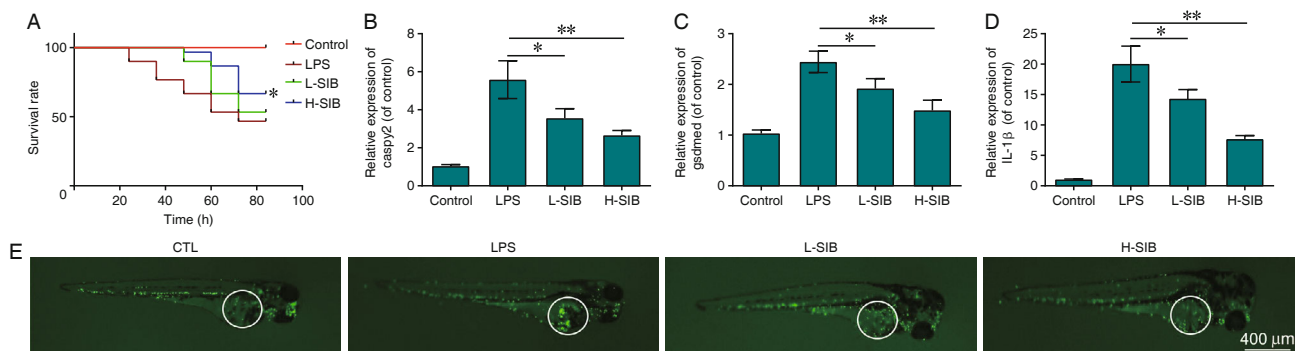 A
Survival rate
100
50
0
20
40
60
80
100
Time (h)
Control
LPS
L-SIB
H-SIB
*
B
Relative expression of
caspy2 (of control)
8
6
4
2
0
**
*
Control
LPS
L-SIB
H-SIB
C
Relative expression of
gsdmed (of control)
3
2
1
0
**
*
Control
LPS
L-SIB
H-SIB
D
Relative expression of
IL-1β (of control)
25
20
15
10
5
0
**
*
Control
LPS
L-SIB
H-SIB
E
CTL
LPS
L-SIB
H-SIB
400 μm